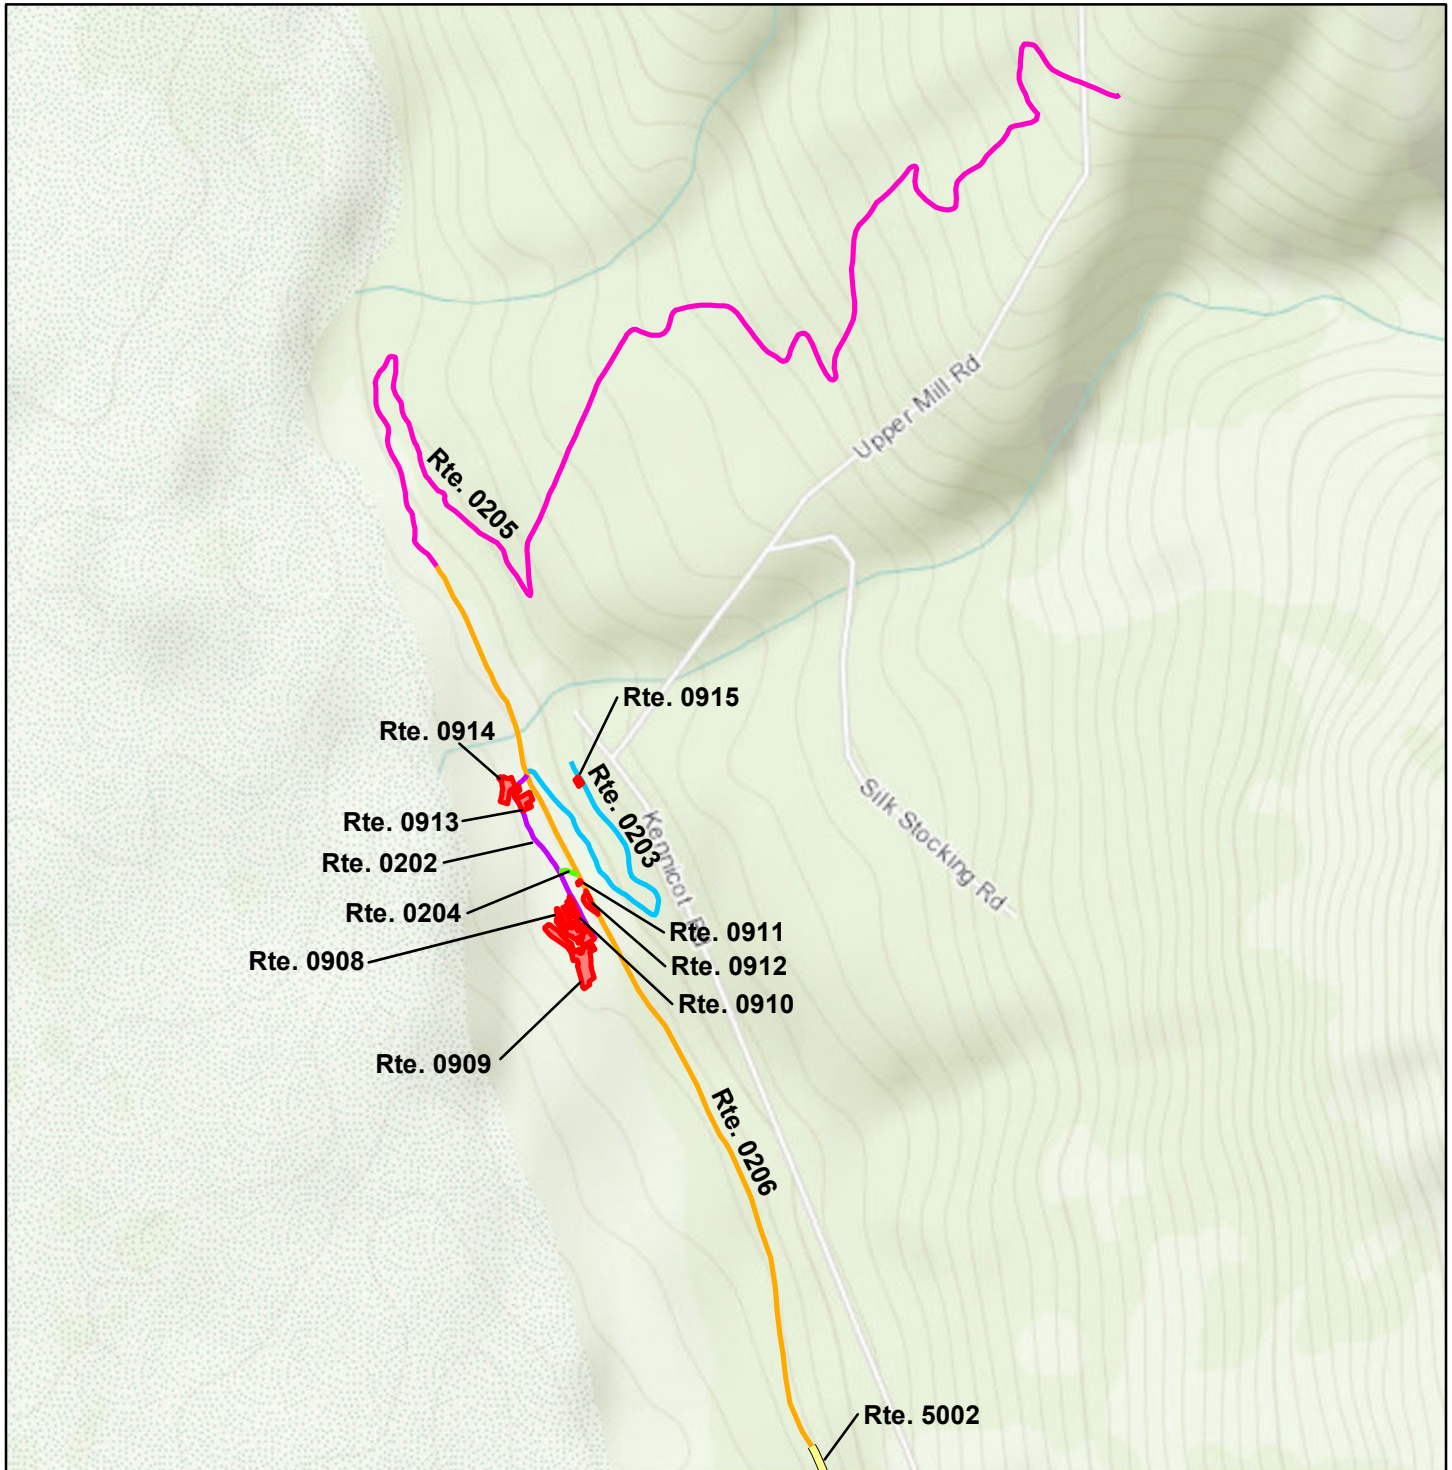 Upper Mill Rd
Rte. 0205
Rte. 0915
Rte. 0914
Rte. 0203
Rte. 0913
Kennicot Rd
Silk Stocking Rd
Rte. 0202
Rte. 0204
Rte. 0911
Rte. 0908
Rte. 0912
Rte. 0910
Rte. 0909
Rte. 0206
Rte. 5002